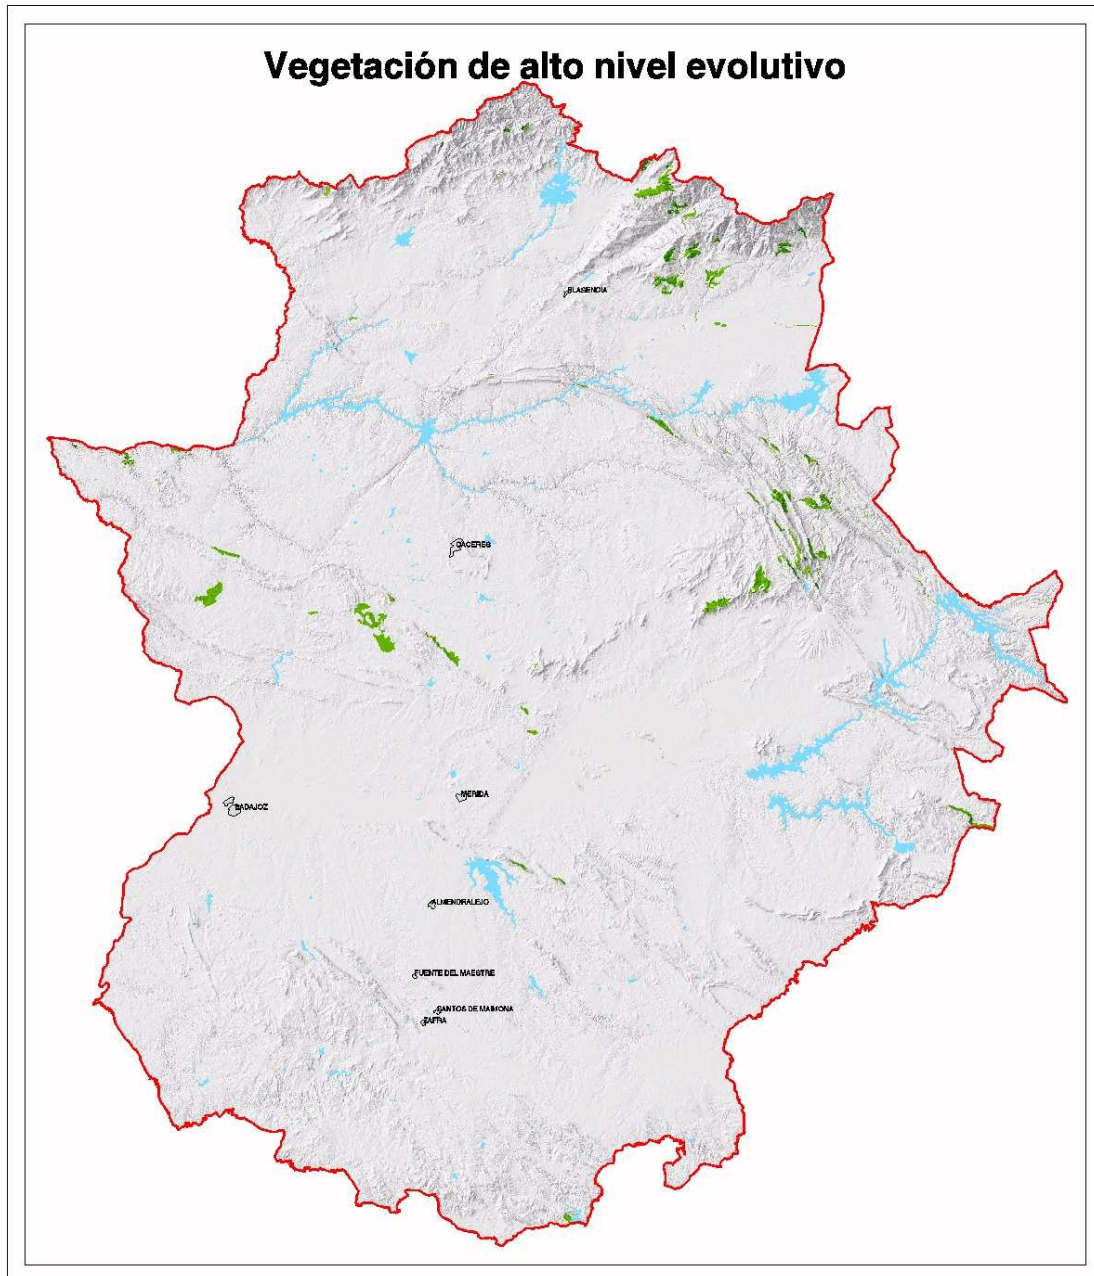 Vegetación de alto nivel evolutivo
PLASENCIA
CACERES
MERIDA
BADAJOZ
ALMENDRALEJO
FUENTE DEL MAESTRE
SANTOS DE MAIMONA
ZAFRA